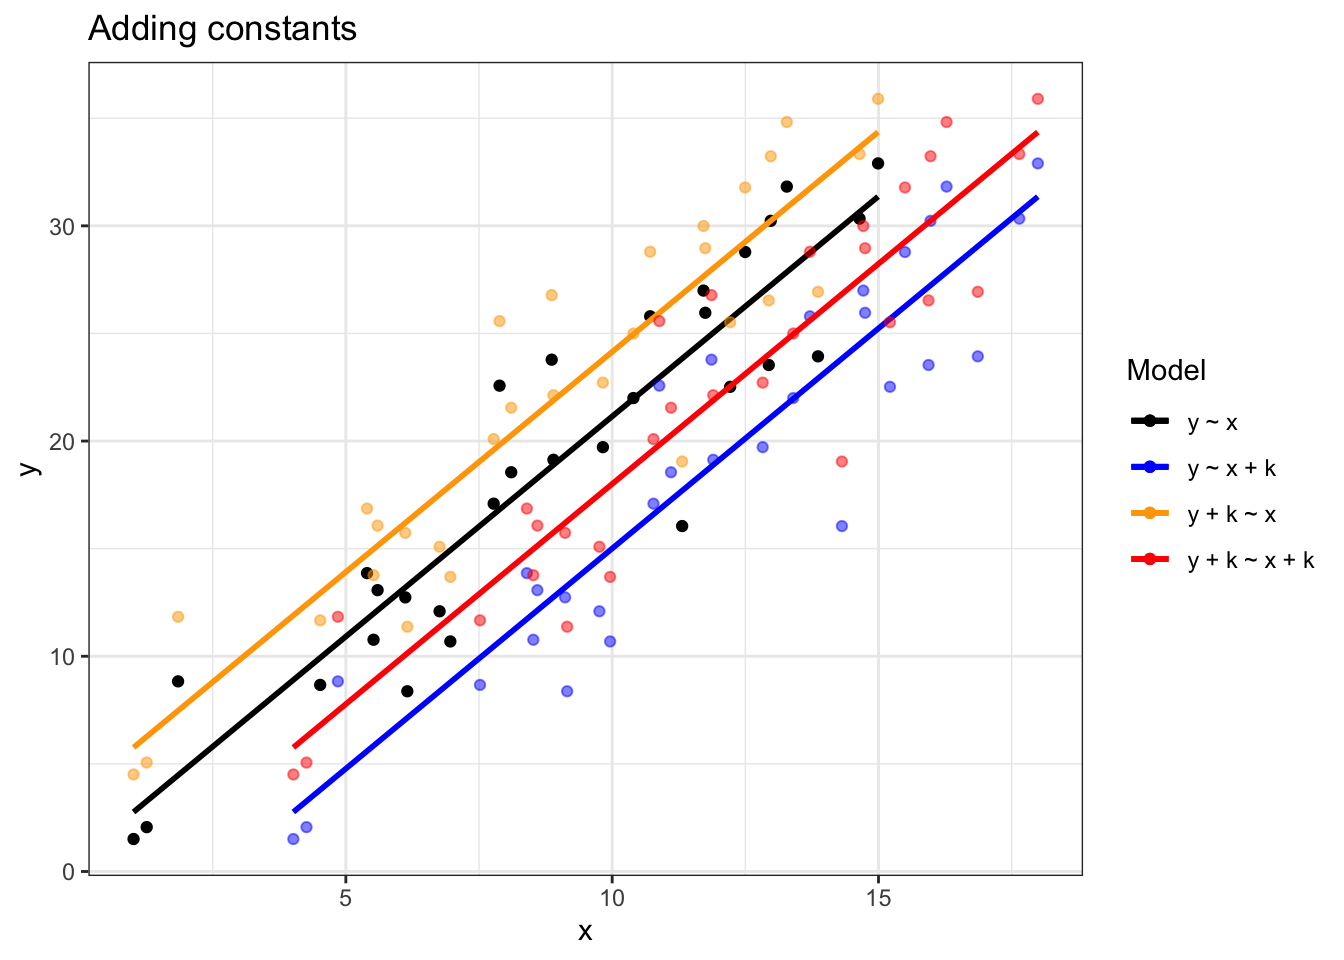 Adding constants
y
30
20
10
0
5
10
15
x
Model
y ~ x
y ~ x + k
y + k ~ x
y + k ~ x + k